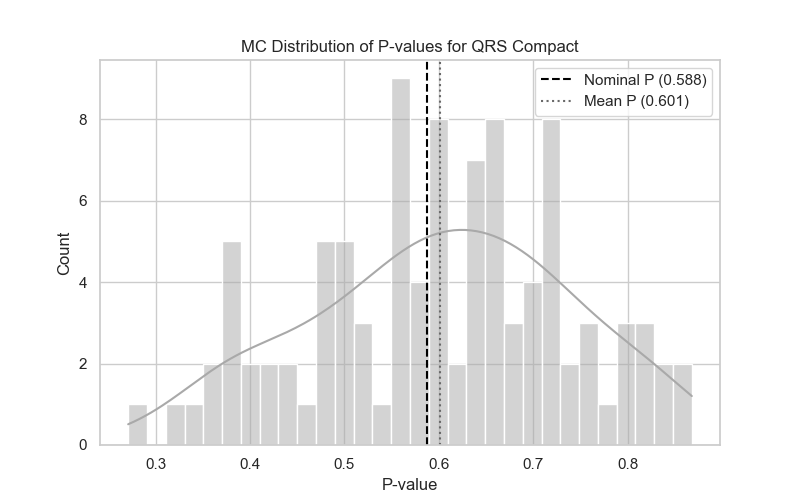 MC Distribution of P-values for QRS Compact
Nominal P (0.588)
Mean P (0.601)
Count
8
6
4
2
0
0.3 0.4 0.5 0.6 0.7 0.8
P-value